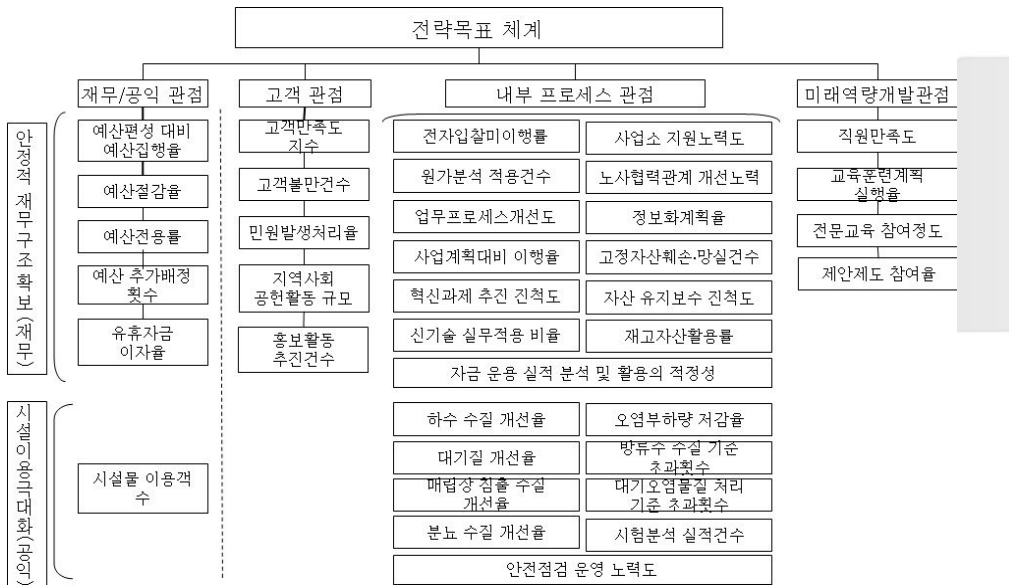 전략목표 체계
재무/공익 관점
고객 관점
내부 프로세스 관점
미래역량개발관점
안정적 재무구조확보(재무)
예산편성 대비
예산집행율
예산절감율
예산전용률
예산 추가배정
횟수
유휴자금
이자율
고객만족도
지수
고객불만건수
민원발생처리율
지역사회
공헌활동 규모
홍보활동
추진건수
전자입찰미이행률
사업소 지원노력도
원가분석 적용건수
노사협력관계 개선노력
업무프로세스개선도
정보화계획율
사업계획대비 이행율
고정자산훼손·망실건수
혁신과제 추진 진척도
자산 유지보수 진척도
신기술 실무적용 비율
재고자산활용률
자금 운용 실적 분석 및 활용의 적정성
직원만족도
교육훈련계획
실행율
전문교육 참여정도
제안제도 참여율
시설이용극대화(공익)
시설물 이용객
수
하수 수질 개선율
오염부하량 저감율
대기질 개선율
방류수 수질 기준
초과횟수
매립상 침출 수질
개선율
대기오염물질 처리
기준 초과횟수
분뇨 수질 개선율
시험분석 실적건수
안전점검 운영 노력도